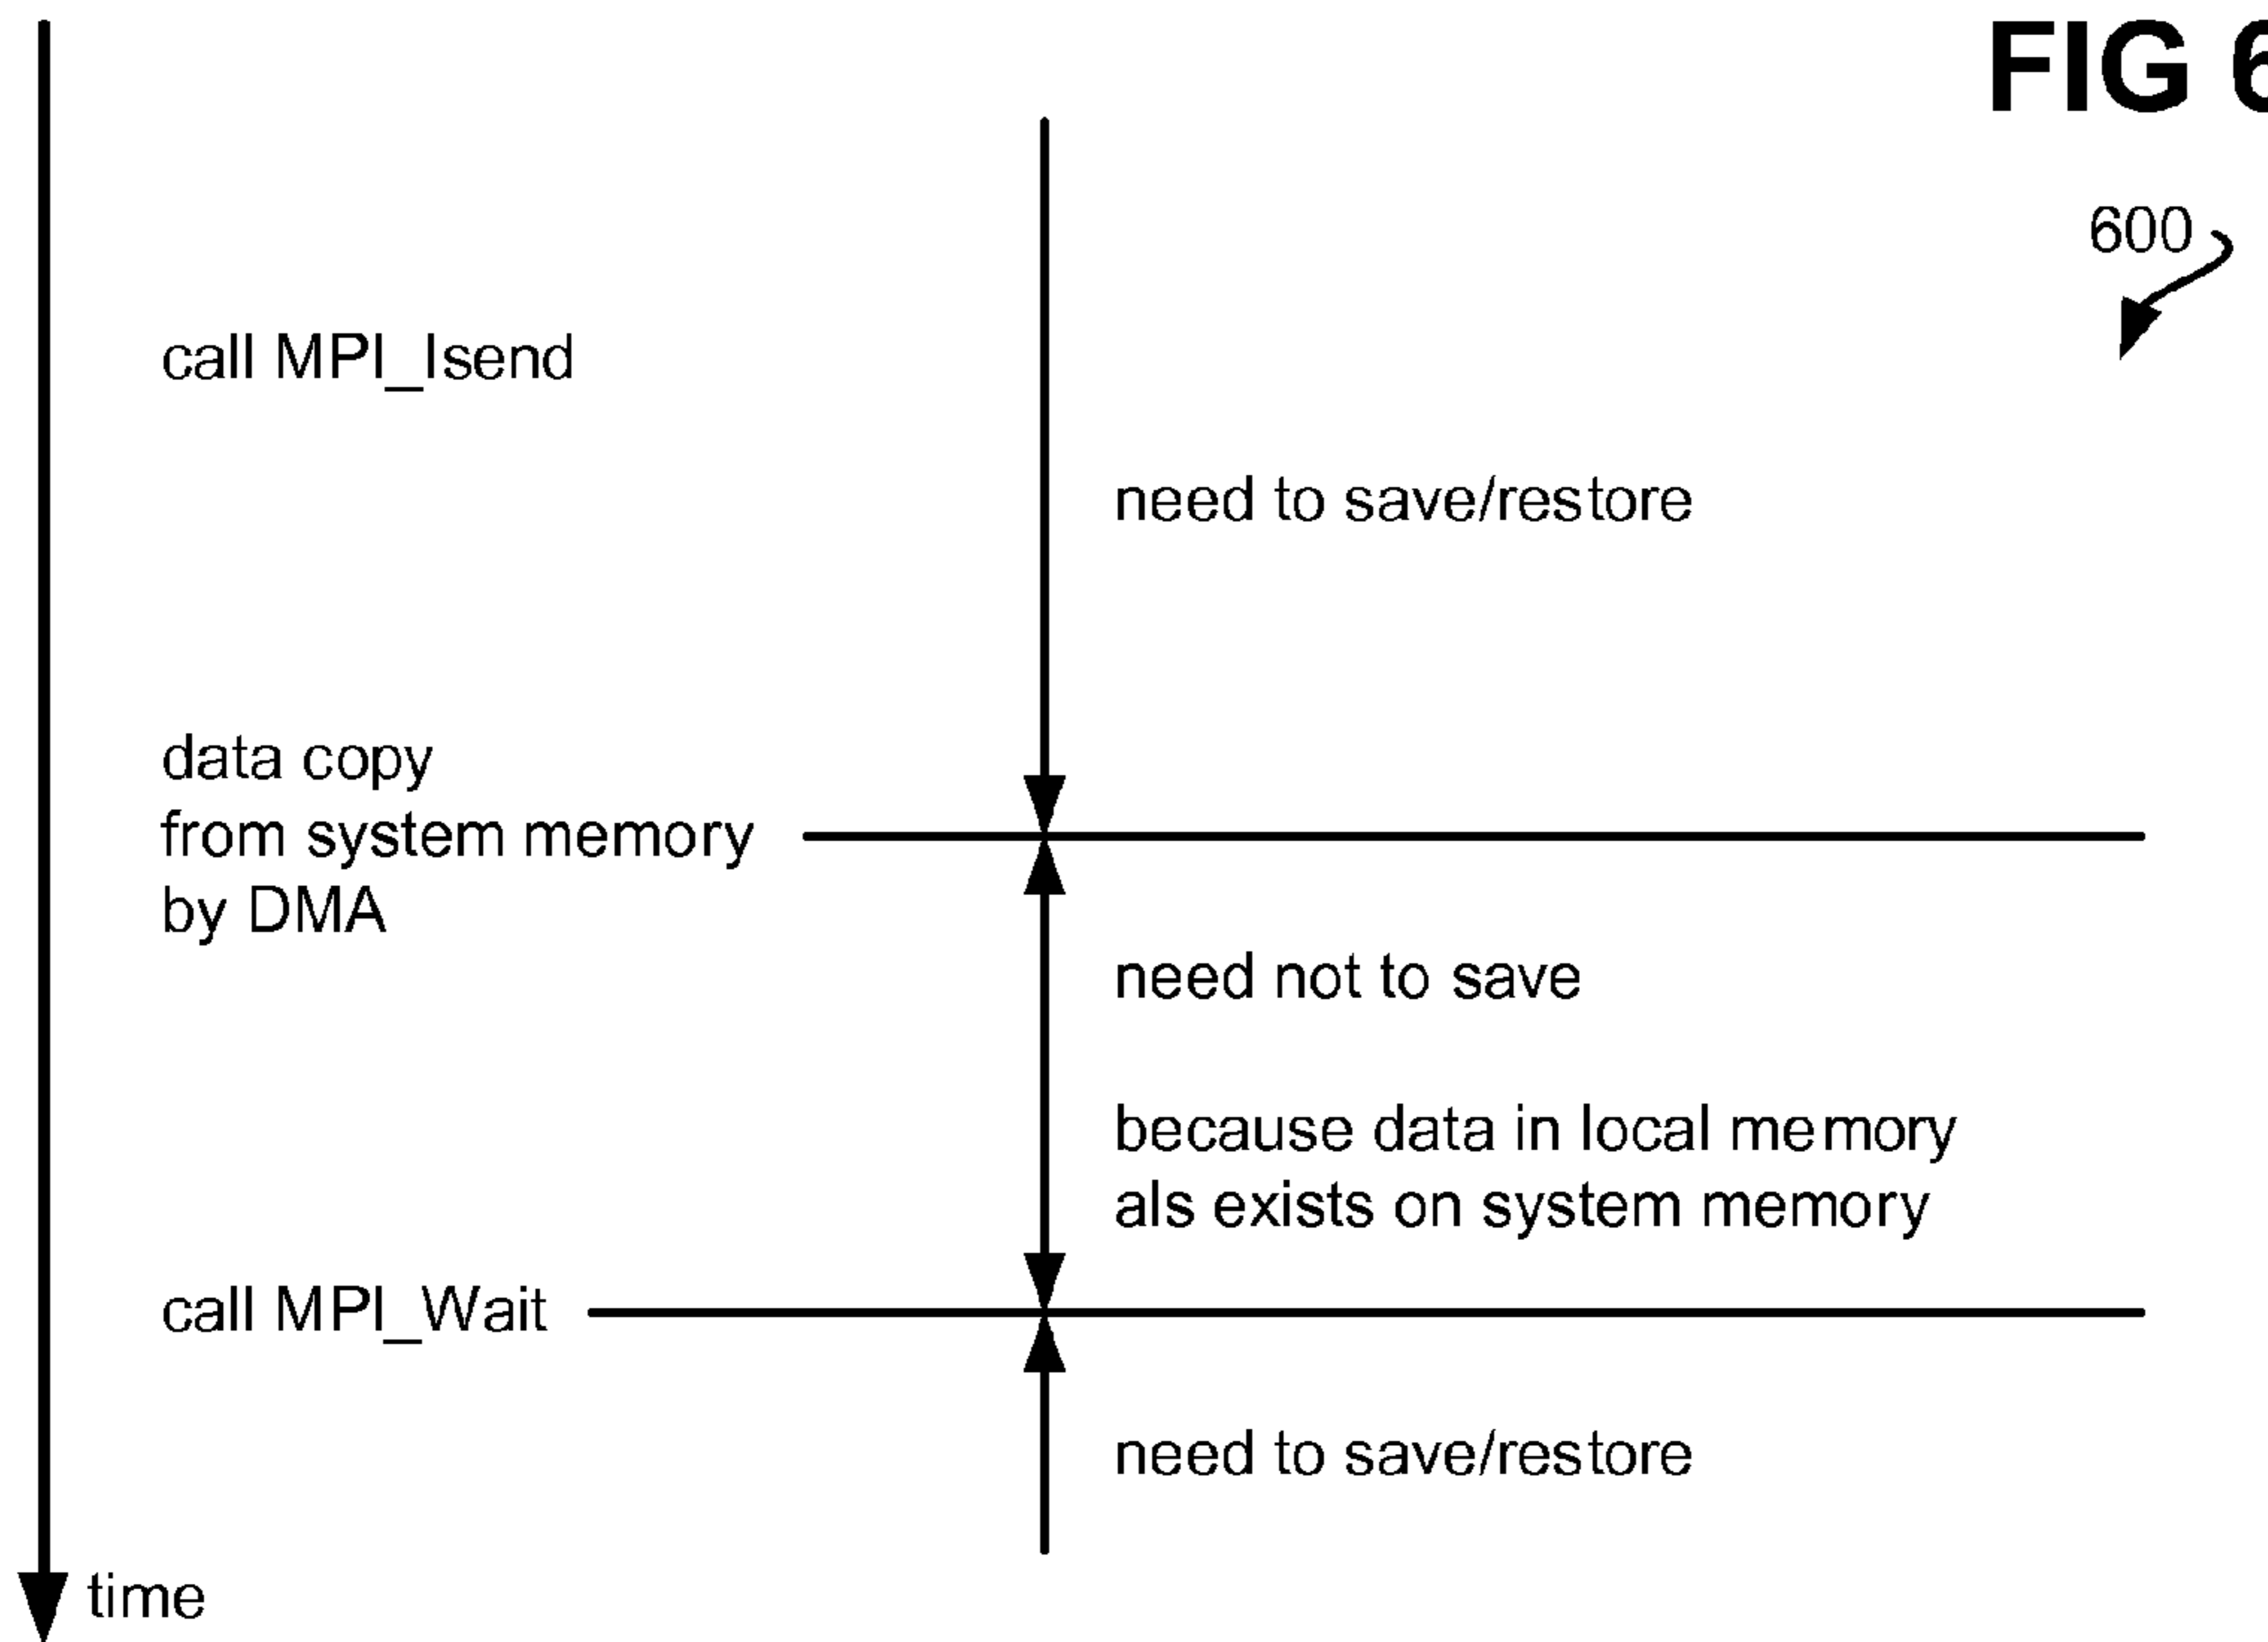 FIG 6
600
call MPI_Isend
need to save/restore
data copy
from system memory
by DMA
need not to save
because data in local memory
als exists on system memory
call MPI_Wait
need to save/restore
time